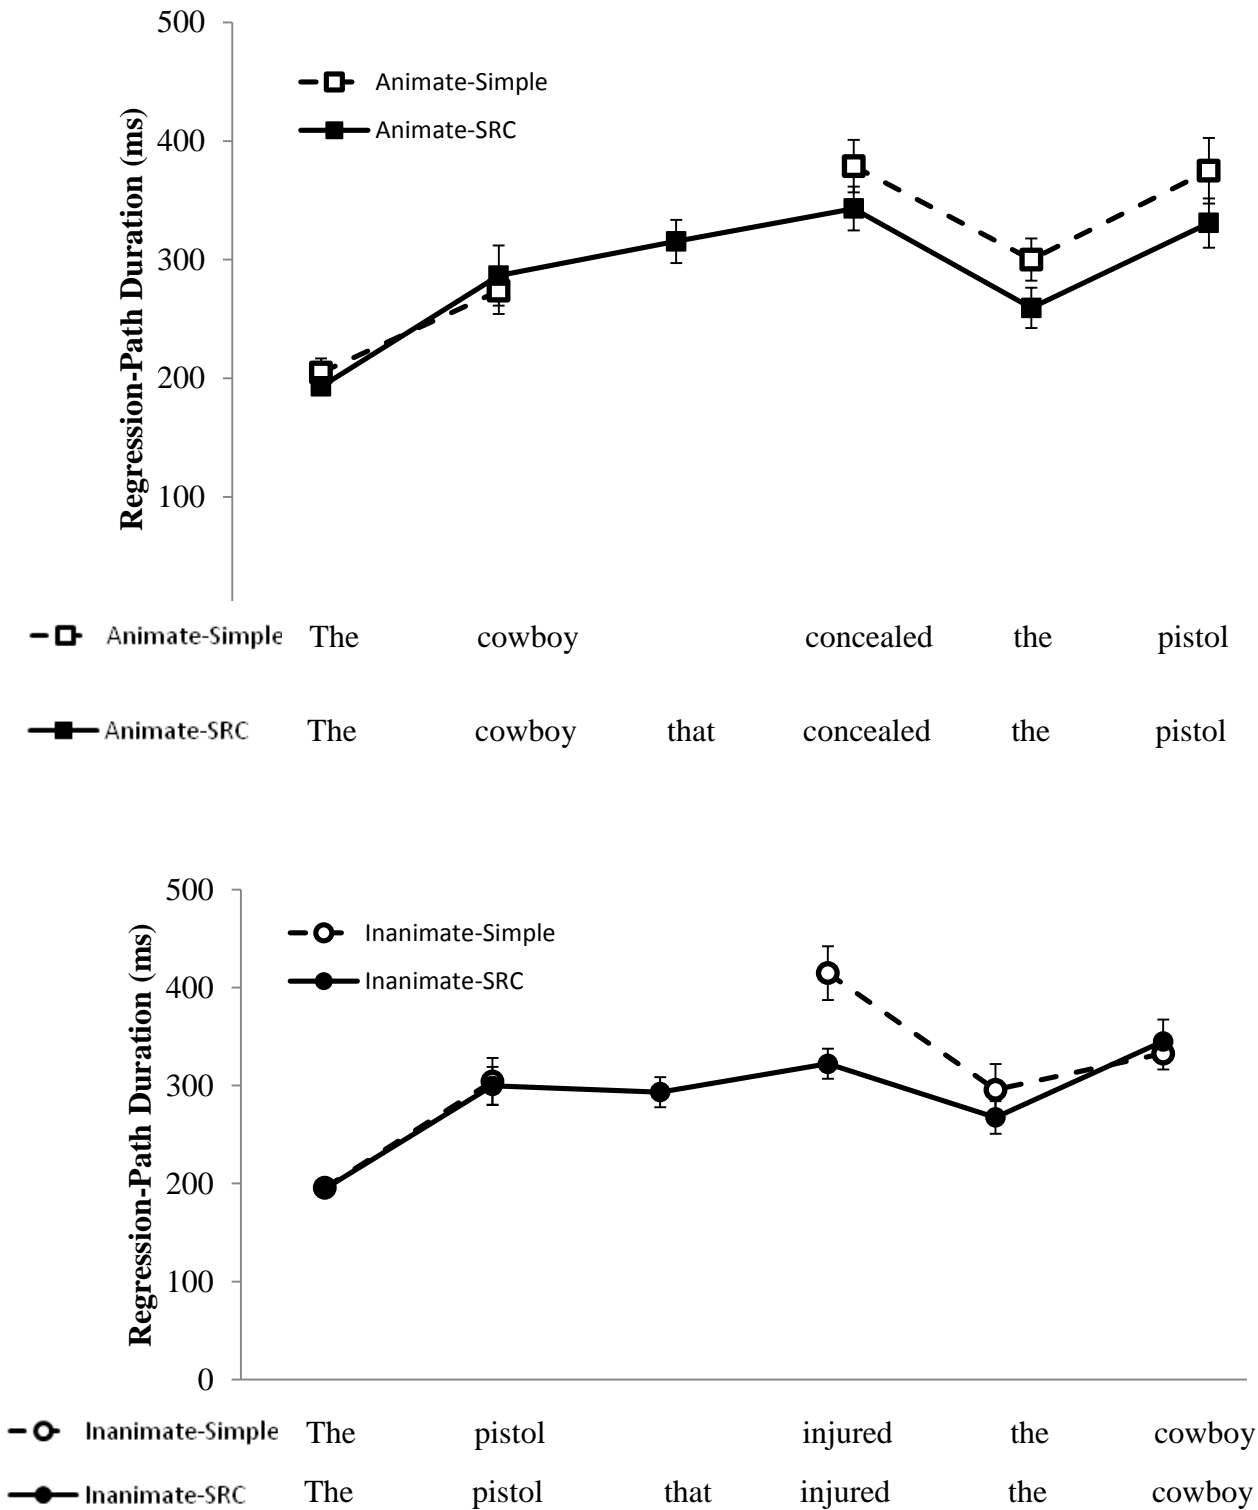 500
Animate-Simple
400
Animate-SRC
Regression-Path Duration (ms)
300
200
100
Animate-Simple The cowboy concealed the pistol
Animate-SRC The cowboy that concealed the pistol
500
Inanimate-Simple
400
Inanimate-SRC
Regression-Path Duration (ms)
300
200
100
0
Inanimate-Simple The pistol injured the cowboy
Inanimate-SRC The pistol that injured the cowboy